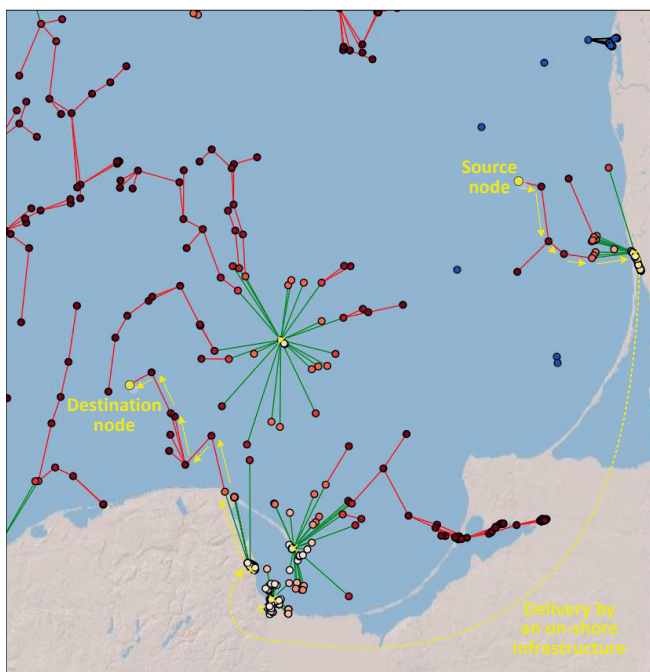 Source
node
Destination
node
Delivery by
an on-shore
infrastructure